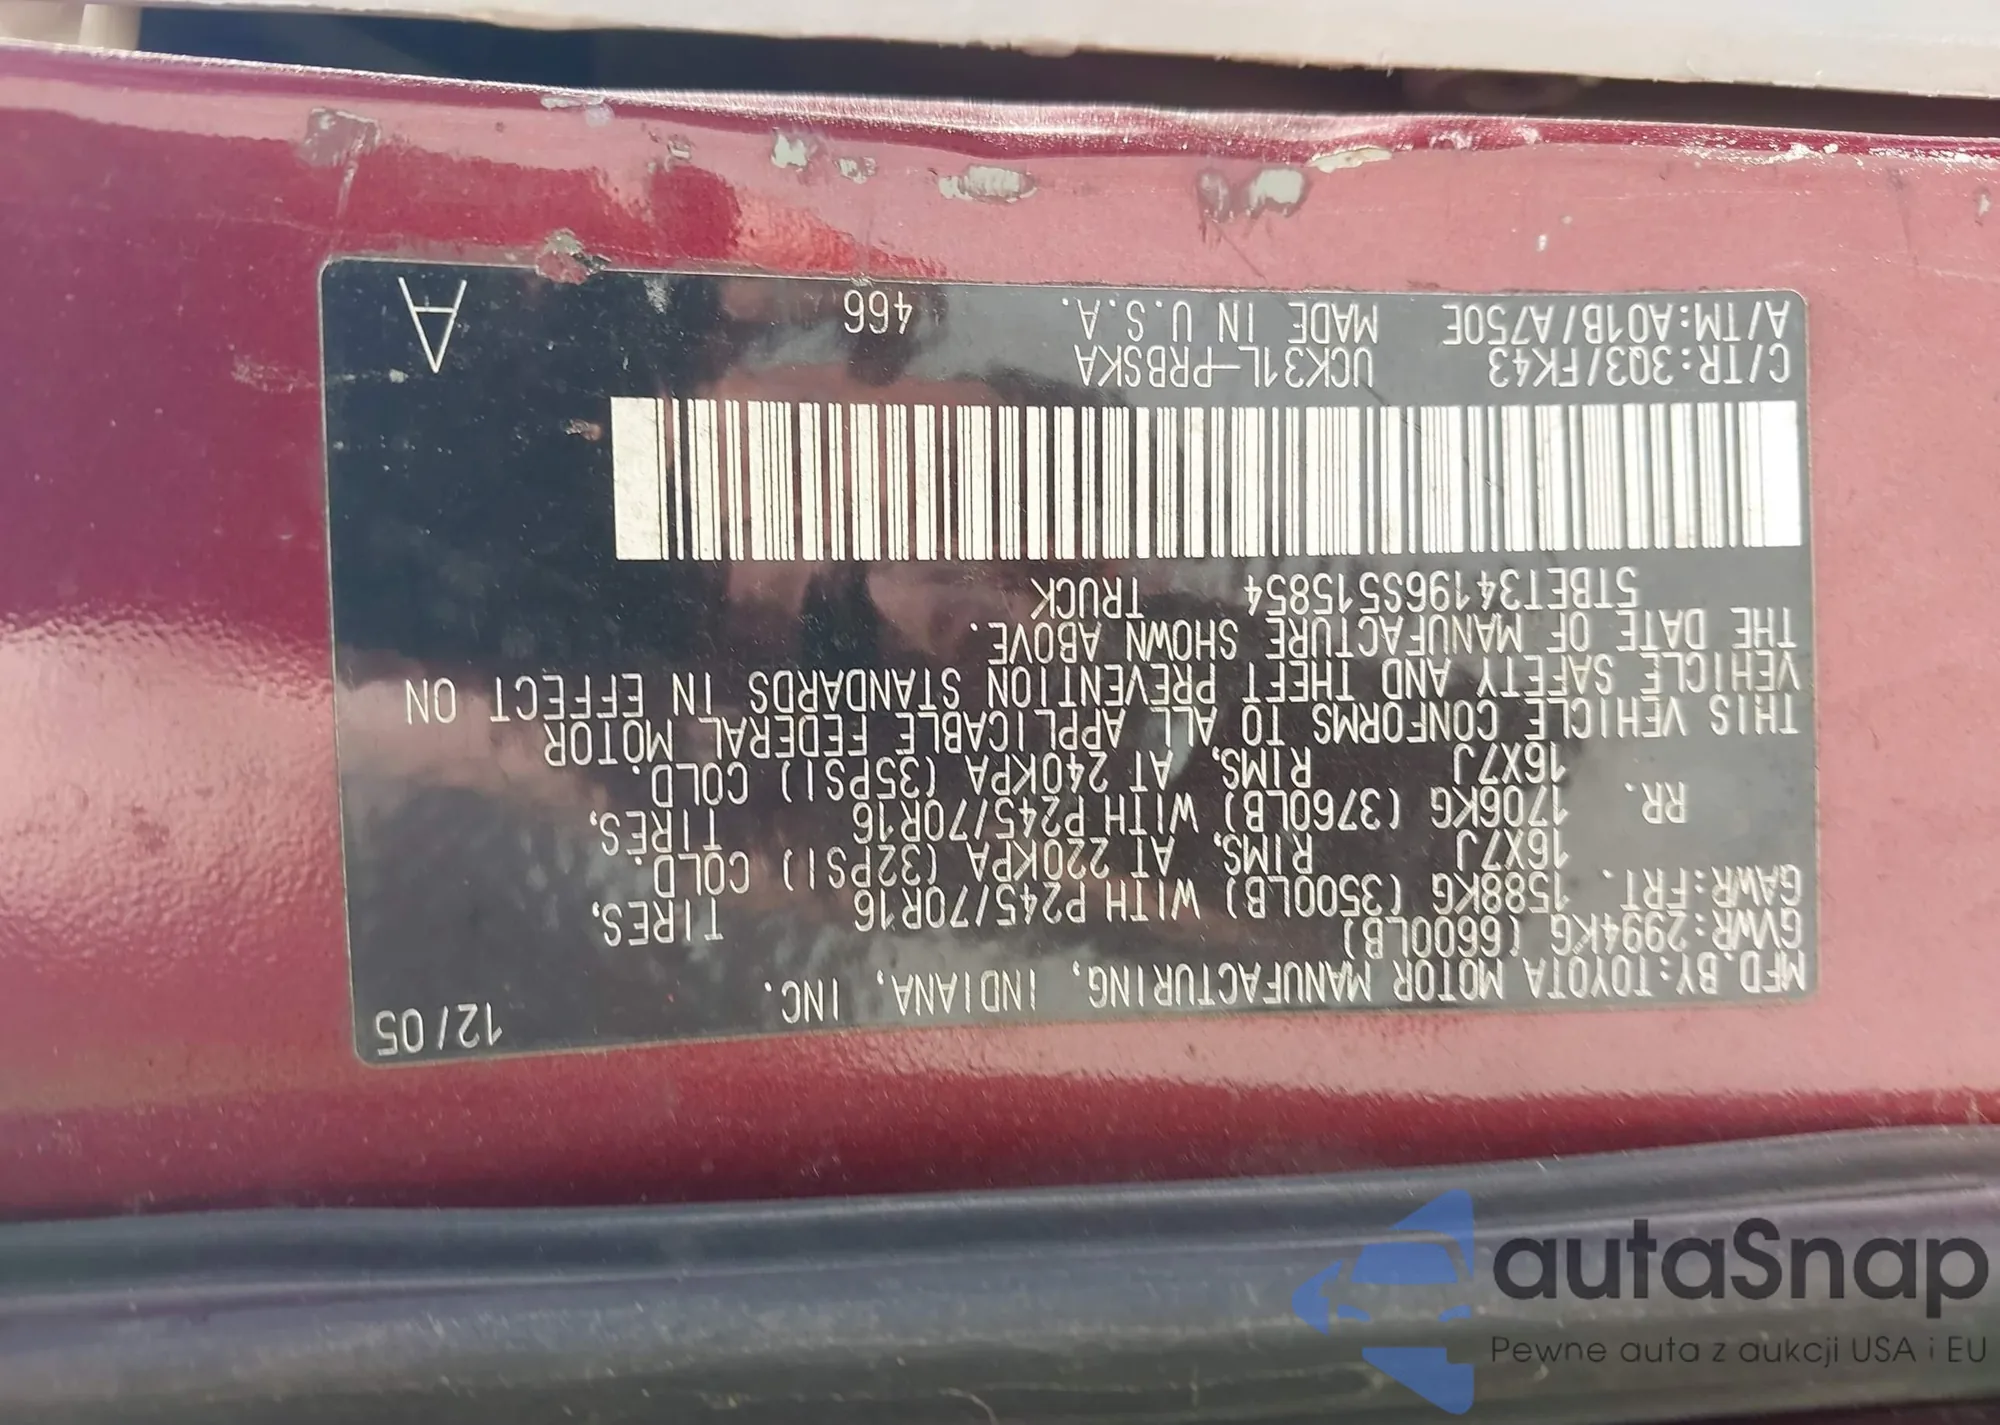 MFD.BY:TOYOTA MOTOR MANUFACTURING, INDIANA, INC. 12/05
GVWR:2994KG (6600LB)
GAWR:FRT. 1588KG (3500LB) WITH P245/70R16 TIRES,
16X7J RIMS, AT 220KPA (32PSI) COLD.
RR. 1706KG (3760LB) WITH P245/70R16 TIRES,
16X7J RIMS, AT 240KPA (35PSI) COLD.
THIS VEHICLE CONFORMS TO ALL APPLICABLE FEDERAL MOTOR
VEHICLE SAFETY AND THEFT PREVENTION STANDARDS IN EFFECT ON
THE DATE OF MANUFACTURE SHOWN ABOVE.
5TBET34196S515854 TRUCK
C/TR:3Q3/FK43 UCK31L-PRBSKA A
A/TM:A01B/A750E MADE IN U.S.A. 466
autaSnap
Pewne auta z aukcji USA i EU